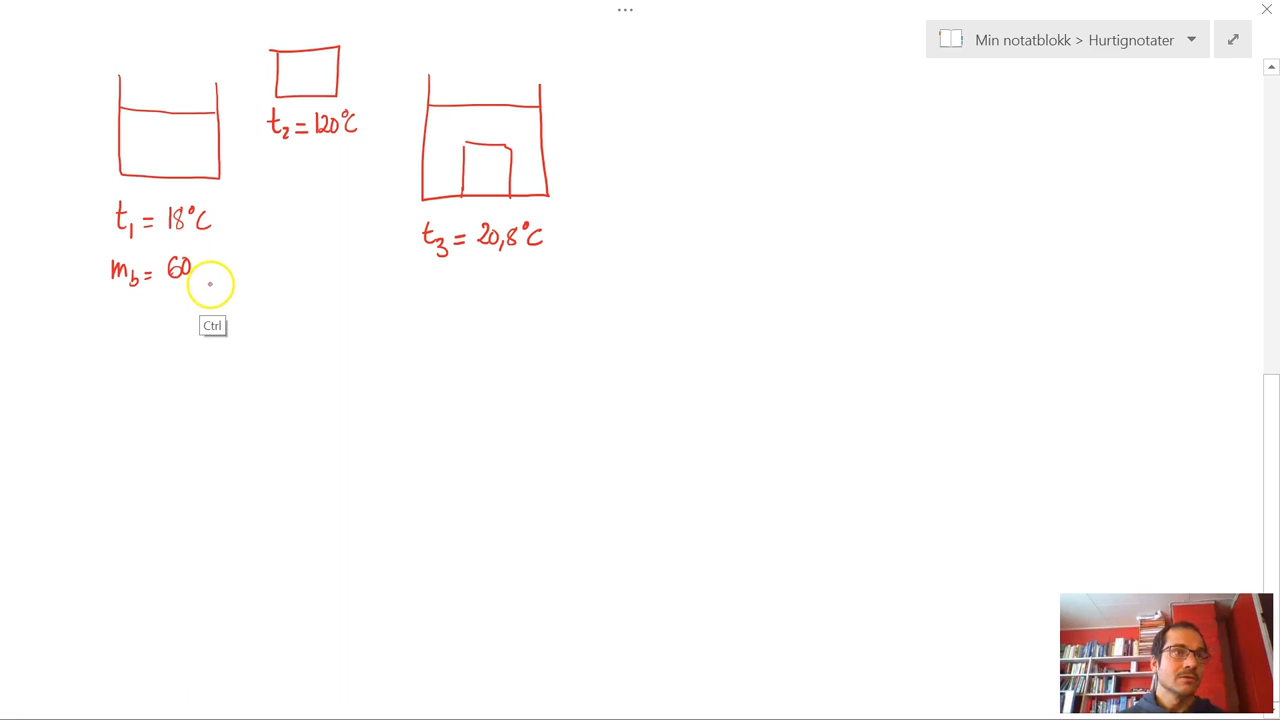 Min notatblokk > Hurtignotater
t₂ = 120°C
t₁ = 18°C
t₃ = 20,8°C
m_b = 60
Ctrl